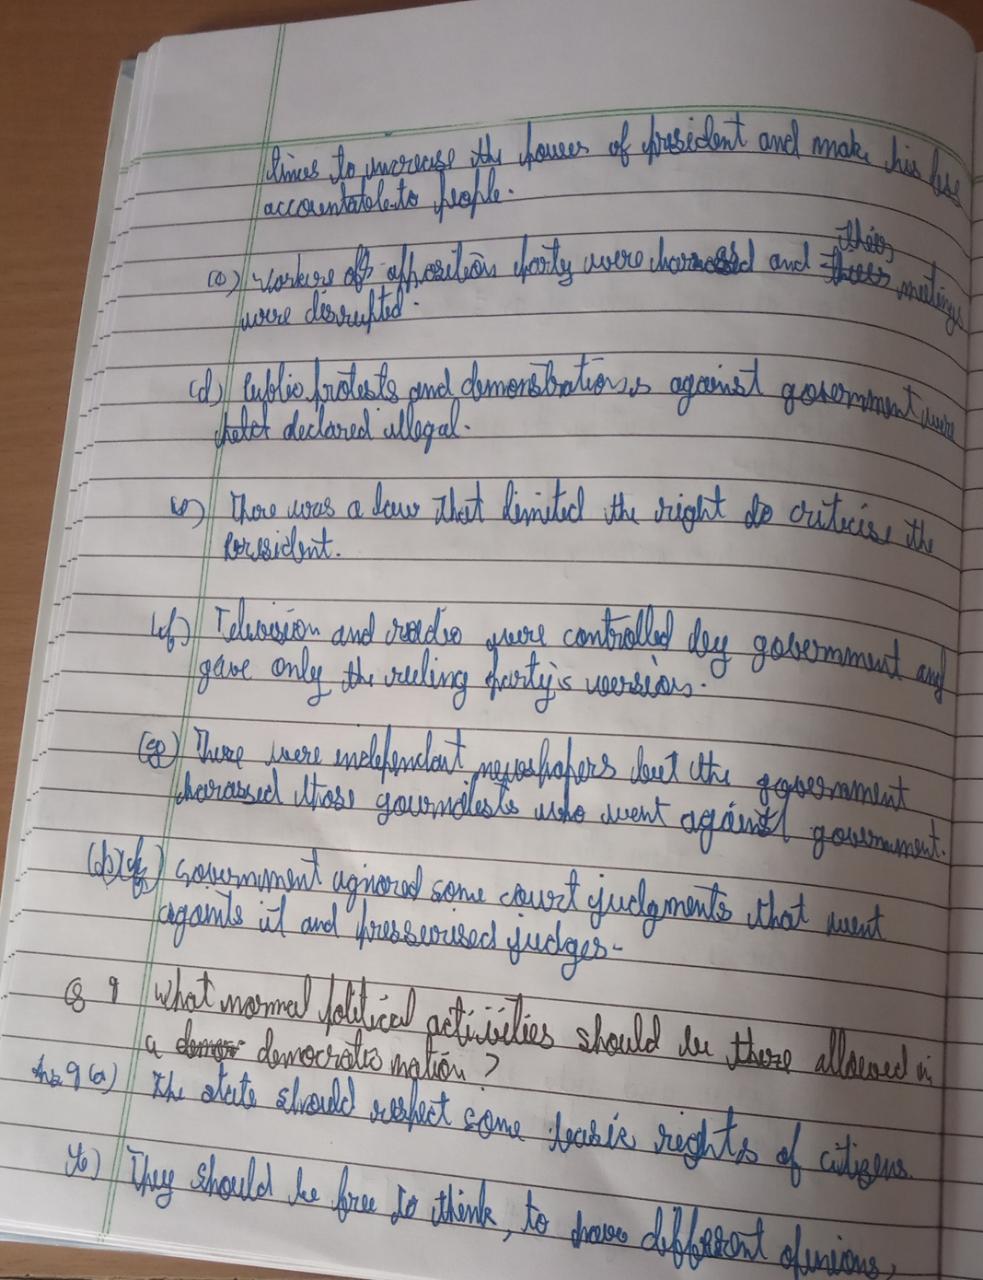 times to increase the power of president and make his less
accountable to people.
(c) Workers of opposition party were harassed and their meetings
were disrupted.
(d) Public protests and demonstrations against government were
declared illegal.
(e) There was a law that limited the right to criticise the
President.
(f) Television and radio were controlled by government and
gave only the ruling party's version.
(g) There were independent newspapers but the government
harassed those journalists who went against government.
(h) Government ignored some court judgments that went
against it and pressurised judges.
Q 9 What normal political activities should be there allowed in
a democratic nation?
Ans 9 (a) The state should respect some basic rights of citizens.
(b) They should be free to think, to have different opinions,